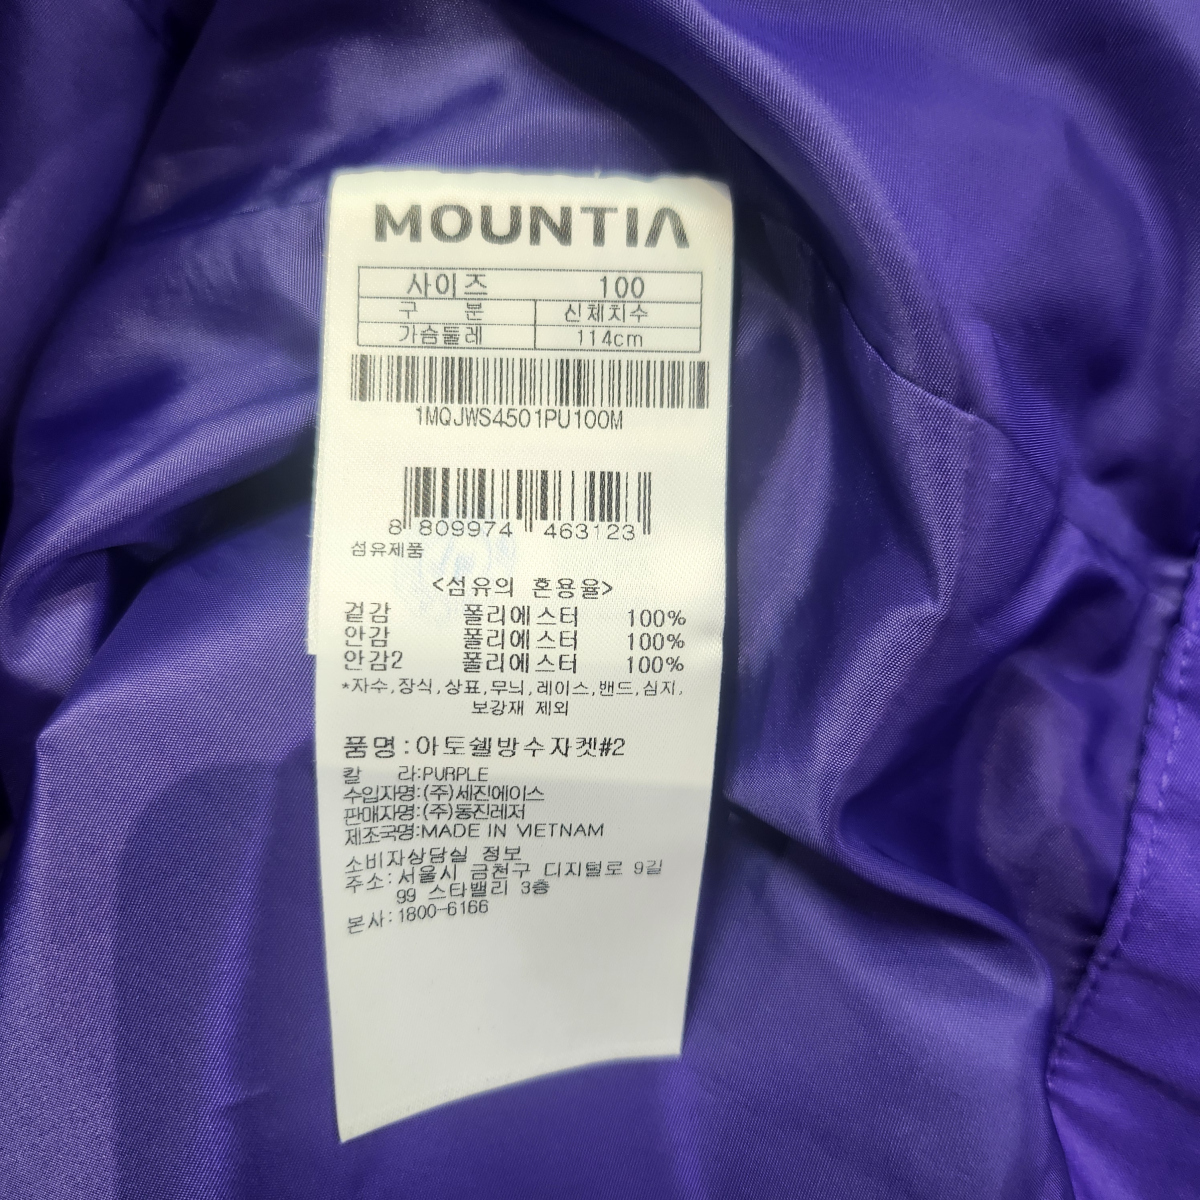 MOUNTIA
사이즈 100
구 분 신체치수
가슴둘레 114cm
1MQJWS4501PU100M
8 809974 463123
섬유제품
<섬유의 혼용율>
겉감 폴리에스터 100%
안감 폴리에스터 100%
안감2 폴리에스터 100%
*자수,장식,상표,무늬,레이스,밴드,심지,
보강재 제외
품명:아토쉘방수자켓#2
칼 라:PURPLE
수입자명:(주)세진에이스
판매자명:(주)동진레저
제조국명:MADE IN VIETNAM
소비자상담실 정보
주소:서울시 금천구 디지털로 9길
99 스타밸리 3층
본사:1800-6166